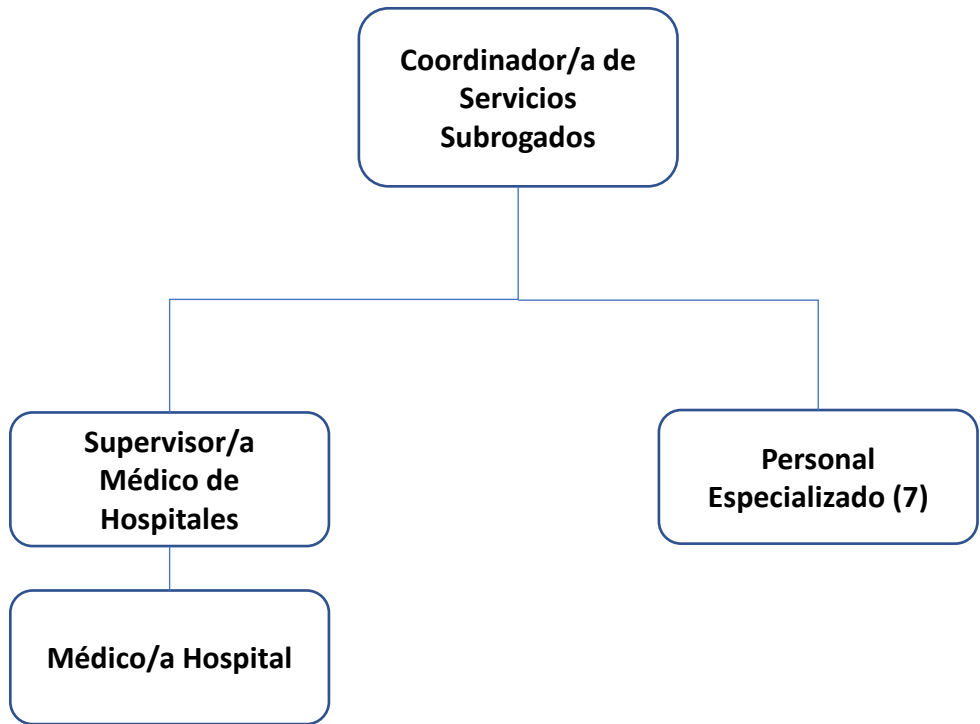 Coordinador/a de
Servicios
Subrogados
Supervisor/a
Médico de
Hospitales
Personal
Especializado (7)
Médico/a Hospital